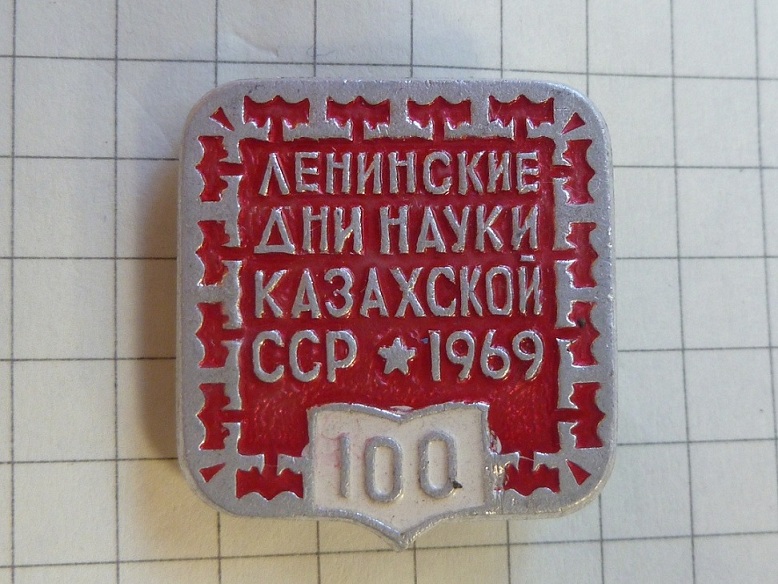 ЛЕНИНСКИЕ
ДНИ НАУКИ
КАЗАХСКОЙ
ССР ★ 1969
100